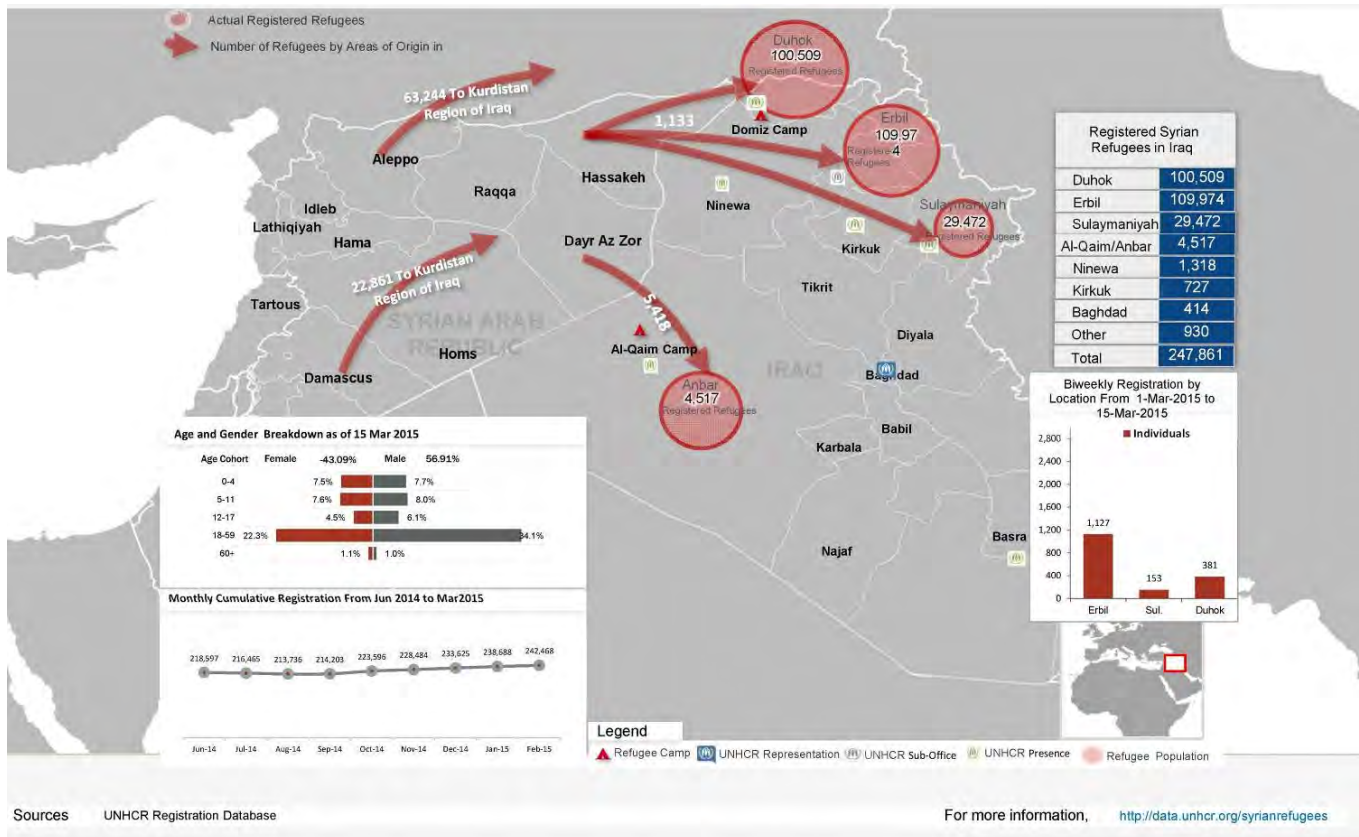 Actual Registered Refugees
Number of Refugees by Areas of Origin in
63,244 To Kurdistan
Region of Iraq
Aleppo
Idleb
Lathiqiyah
Hama
Raqqa
Hassakeh
Dayr Az Zor
22,861 To Kurdistan
Region of Iraq
Tartous
SYRIAN ARAB
REPUBLIC
Homs
Damascus
1,133
5,418
Duhok
100,509
Registered Refugees
Domiz Camp
Erbil
109,97
4
Registere
Refugees
Sulaymaniyah
29,472
Registered Refugees
Ninewa
Kirkuk
Tikrit
Diyala
Al-Qaim Camp
IRAQ
Baghdad
Anbar
4,517
Registered Refugees
Babil
Karbala
Najaf
Basra
Registered Syrian
Refugees in Iraq
Duhok 100,509
Erbil 109,974
Sulaymaniyah 29,472
Al-Qaim/Anbar 4,517
Ninewa 1,318
Kirkuk 727
Baghdad 414
Other 930
Total 247,861
Biweekly Registration by
Location From 1-Mar-2015 to
15-Mar-2015
Individuals
2,800
2,400
2,000
1,600
1,200
800
400
0
1,127
153
381
Erbil Sul. Duhok
Age and Gender Breakdown as of 15 Mar 2015
Age Cohort Female -43.09% Male 56.91%
0-4 7.5% 7.7%
5-11 7.6% 8.0%
12-17 4.5% 6.1%
18-59 22.3% 34.1%
60+ 1.1% 1.0%
Monthly Cumulative Registration From Jun 2014 to Mar2015
218,597 216,465 213,736 214,203 223,596 228,484 233,625 238,688 242,468
Jun-14 Jul-14 Aug-14 Sep-14 Oct-14 Nov-14 Dec-14 Jan-15 Feb-15
Legend
Refugee Camp UNHCR Representation UNHCR Sub-Office UNHCR Presence Refugee Population
Sources UNHCR Registration Database
For more information, http://data.unhcr.org/syrianrefugees